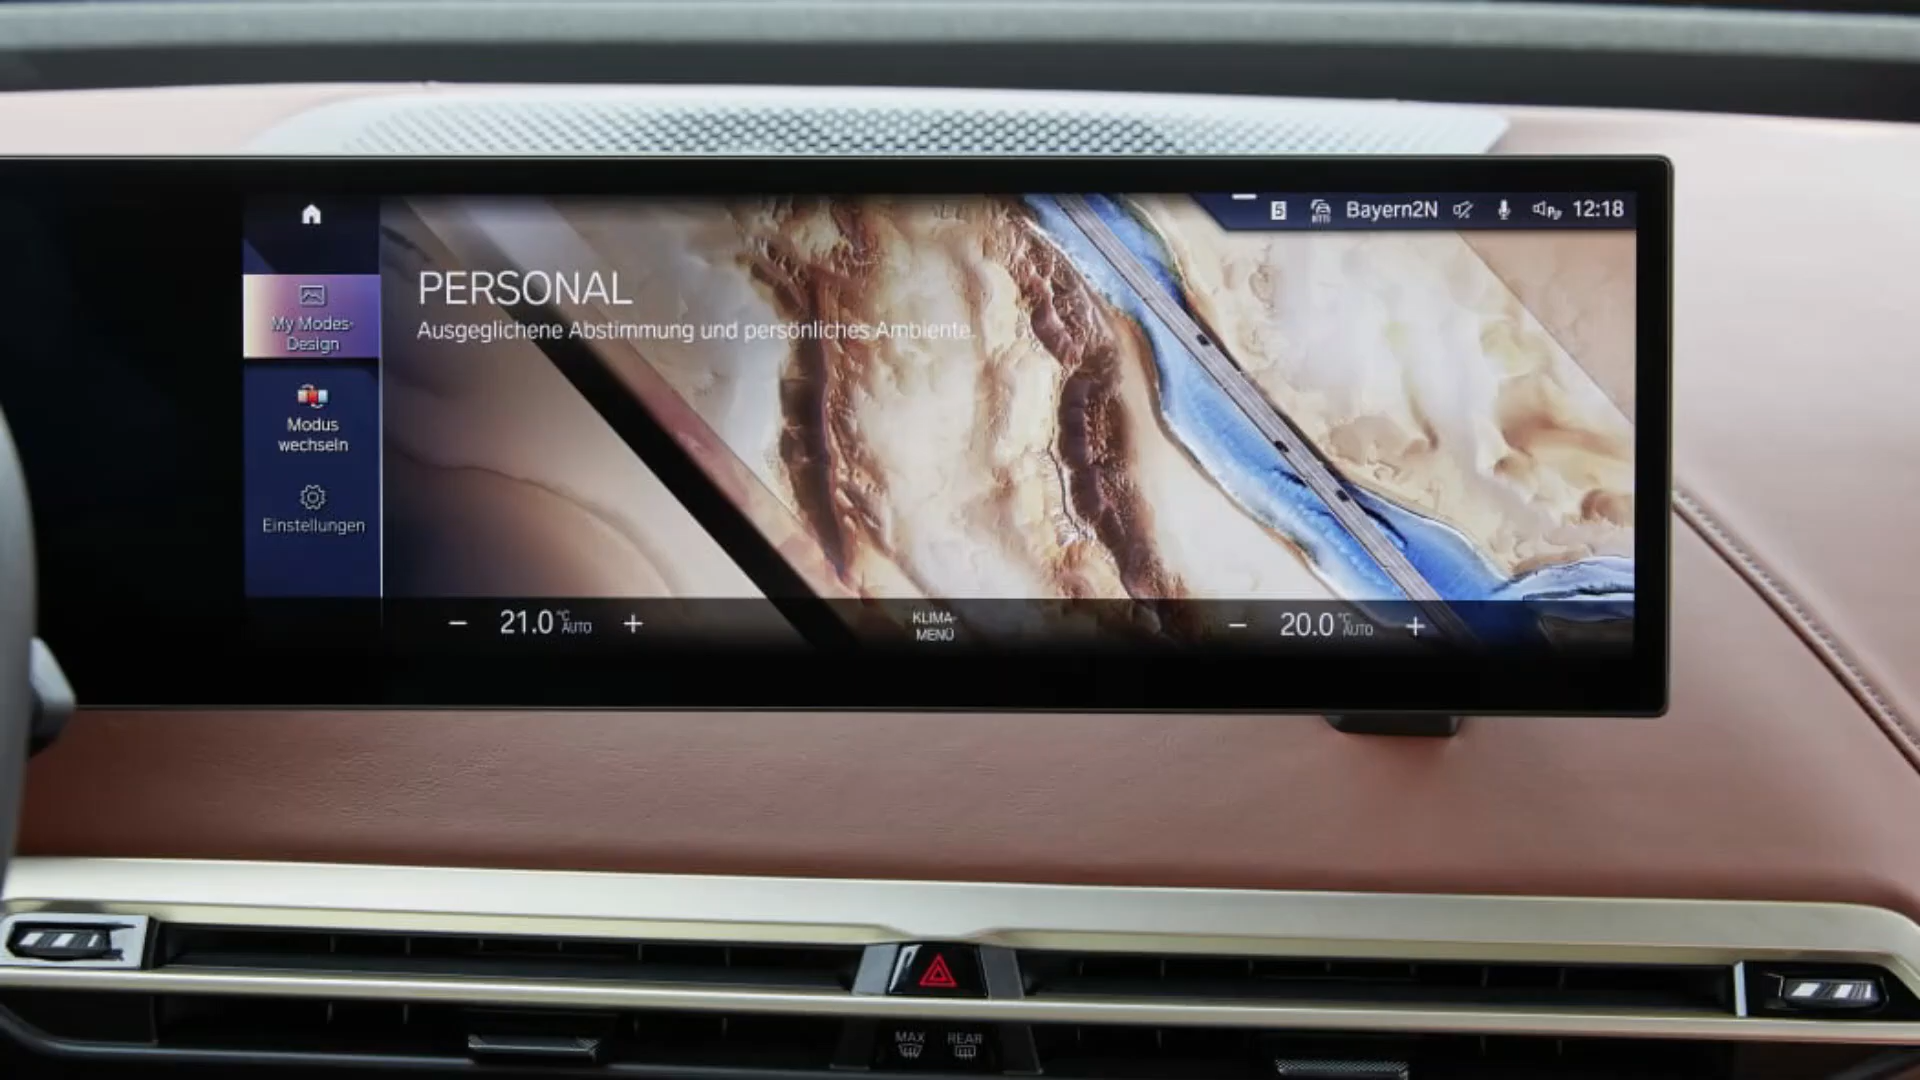 5 Bayern2N 12:18
PERSONAL
Ausgeglichene Abstimmung und persönliches Ambiente.
My Modes-
Design
Modus
wechseln
Einstellungen
− 21.0 °C AUTO +
KLIMA-
MENÜ
− 20.0 °C AUTO +
MAX REAR